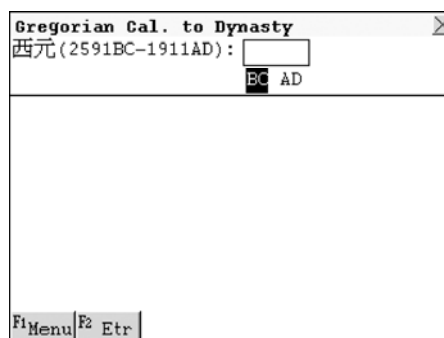 Gregorian Cal. to Dynasty
西元(2591BC-1911AD):
BC AD
F1Menu F2 Etr